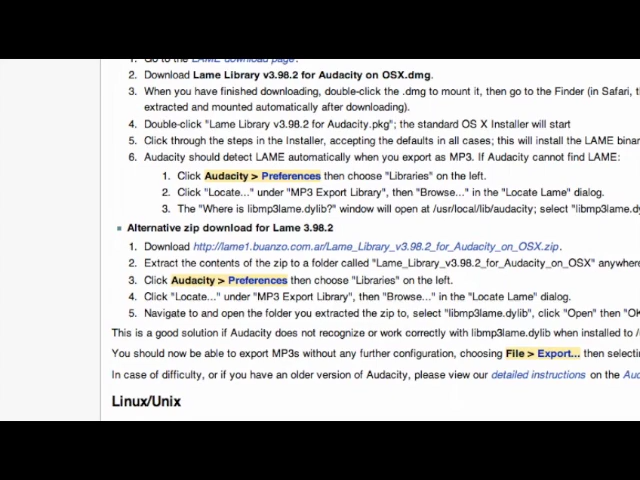 1. Go to the LAME download page.
2. Download Lame Library v3.98.2 for Audacity on OSX.dmg.
3. When you have finished downloading, double-click the .dmg to mount it, then go to the Finder (in Safari, t
extracted and mounted automatically after downloading).
4. Double-click "Lame Library v3.98.2 for Audacity.pkg"; the standard OS X Installer will start
5. Click through the steps in the Installer, accepting the defaults in all cases; this will install the LAME binar
6. Audacity should detect LAME automatically when you export as MP3. If Audacity cannot find LAME:
1. Click Audacity > Preferences then choose "Libraries" on the left.
2. Click "Locate..." under "MP3 Export Library", then "Browse..." in the "Locate Lame" dialog.
3. The "Where is libmp3lame.dylib?" window will open at /usr/local/lib/audacity; select "libmp3lame.dy
Alternative zip download for Lame 3.98.2
1. Download http://lame1.buanzo.com.ar/Lame_Library_v3.98.2_for_Audacity_on_OSX.zip.
2. Extract the contents of the zip to a folder called "Lame_Library_v3.98.2_for_Audacity_on_OSX" anywhere
3. Click Audacity > Preferences then choose "Libraries" on the left.
4. Click "Locate..." under "MP3 Export Library", then "Browse..." in the "Locate Lame" dialog.
5. Navigate to and open the folder you extracted the zip to, select "libmp3lame.dylib", click "Open" then "OK
This is a good solution if Audacity does not recognize or work correctly with libmp3lame.dylib when installed to /
You should now be able to export MP3s without any further configuration, choosing File > Export... then selecti
In case of difficulty, or if you have an older version of Audacity, please view our detailed instructions on the Aud
Linux/Unix